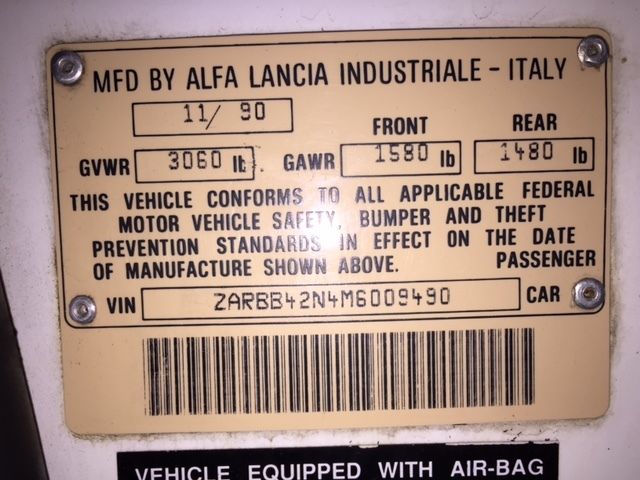 MFD BY ALFA LANCIA INDUSTRIALE - ITALY
11/ 90
FRONT REAR
GVWR 3060 lb. GAWR 1580 lb 1480 lb
THIS VEHICLE CONFORMS TO ALL APPLICABLE FEDERAL
MOTOR VEHICLE SAFETY, BUMPER AND THEFT
PREVENTION STANDARDS IN EFFECT ON THE DATE
OF MANUFACTURE SHOWN ABOVE. PASSENGER
VIN ZARBB42N4M6009490 CAR
VEHICLE EQUIPPED WITH AIR-BAG